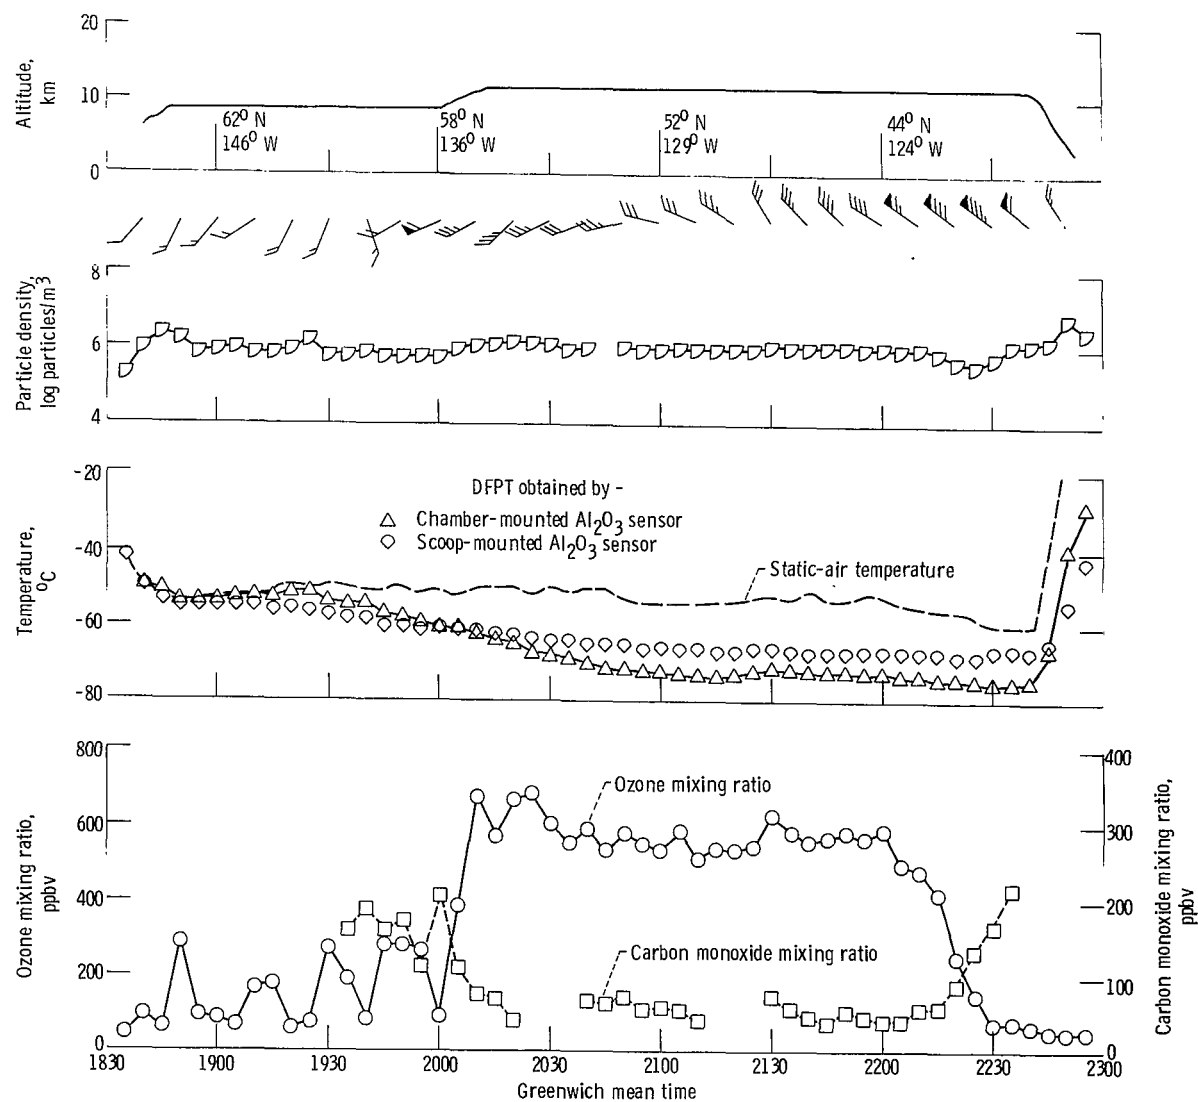 20
Altitude,
km
10
0
62° N
146° W
58° N
136° W
52° N
129° W
44° N
124° W
8
Particle density,
log particles/m3
6
4
-20
DFPT obtained by -
Chamber-mounted Al2O3 sensor
Scoop-mounted Al2O3 sensor
Temperature,
°C
-40
Static-air temperature
-60
-80
800
400
Ozone mixing ratio
600
300
Ozone mixing ratio,
ppbv
Carbon monoxide mixing ratio,
ppbv
400
200
Carbon monoxide mixing ratio
200
100
0
0
1830
1900
1930
2000
2030
2100
2130
2200
2230
2300
Greenwich mean time